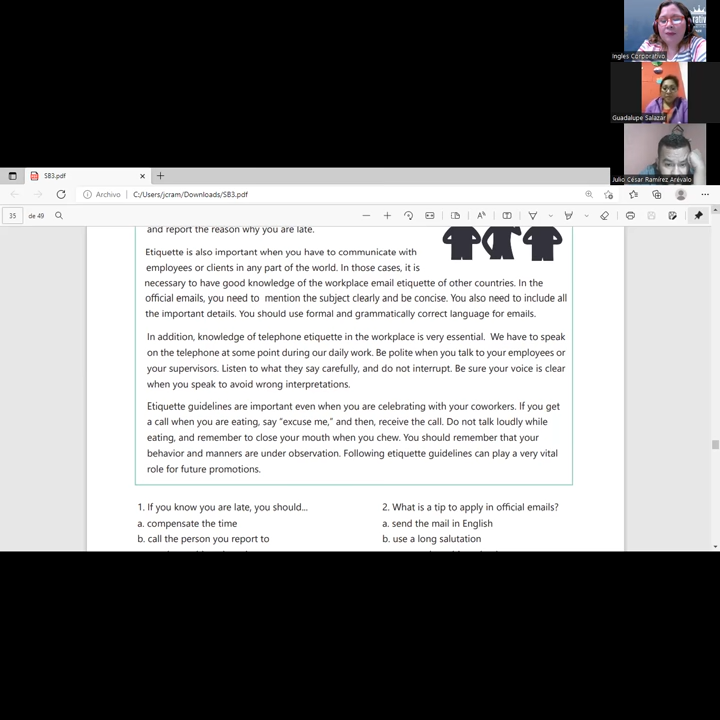 Ingles Corporativo
Guadalupe Salazar
Julio César Ramírez Arévalo
SB3.pdf
Archivo C:/Users/jcram/Downloads/SB3.pdf
35 de 49
and report the reason why you are late.
Etiquette is also important when you have to communicate with
employees or clients in any part of the world. In those cases, it is
necessary to have good knowledge of the workplace email etiquette of other countries. In the
official emails, you need to mention the subject clearly and be concise. You also need to include all
the important details. You should use formal and grammatically correct language for emails.
In addition, knowledge of telephone etiquette in the workplace is very essential. We have to speak
on the telephone at some point during our daily work. Be polite when you talk to your employees or
your supervisors. Listen to what they say carefully, and do not interrupt. Be sure your voice is clear
when you speak to avoid wrong interpretations.
Etiquette guidelines are important even when you are celebrating with your coworkers. If you get
a call when you are eating, say “excuse me,” and then, receive the call. Do not talk loudly while
eating, and remember to close your mouth when you chew. You should remember that your
behavior and manners are under observation. Following etiquette guidelines can play a very vital
role for future promotions.
1. If you know you are late, you should...
a. compensate the time
b. call the person you report to
2. What is a tip to apply in official emails?
a. send the mail in English
b. use a long salutation